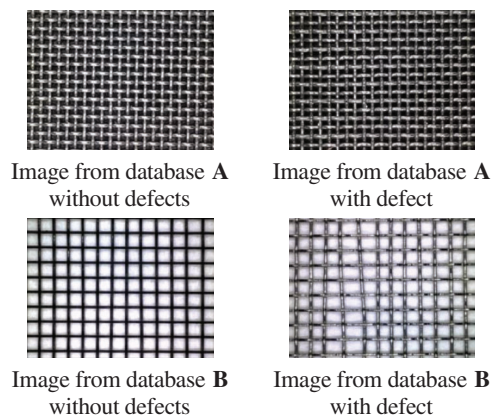 Image from database A
without defects
Image from database A
with defect
Image from database B
without defects
Image from database B
with defect